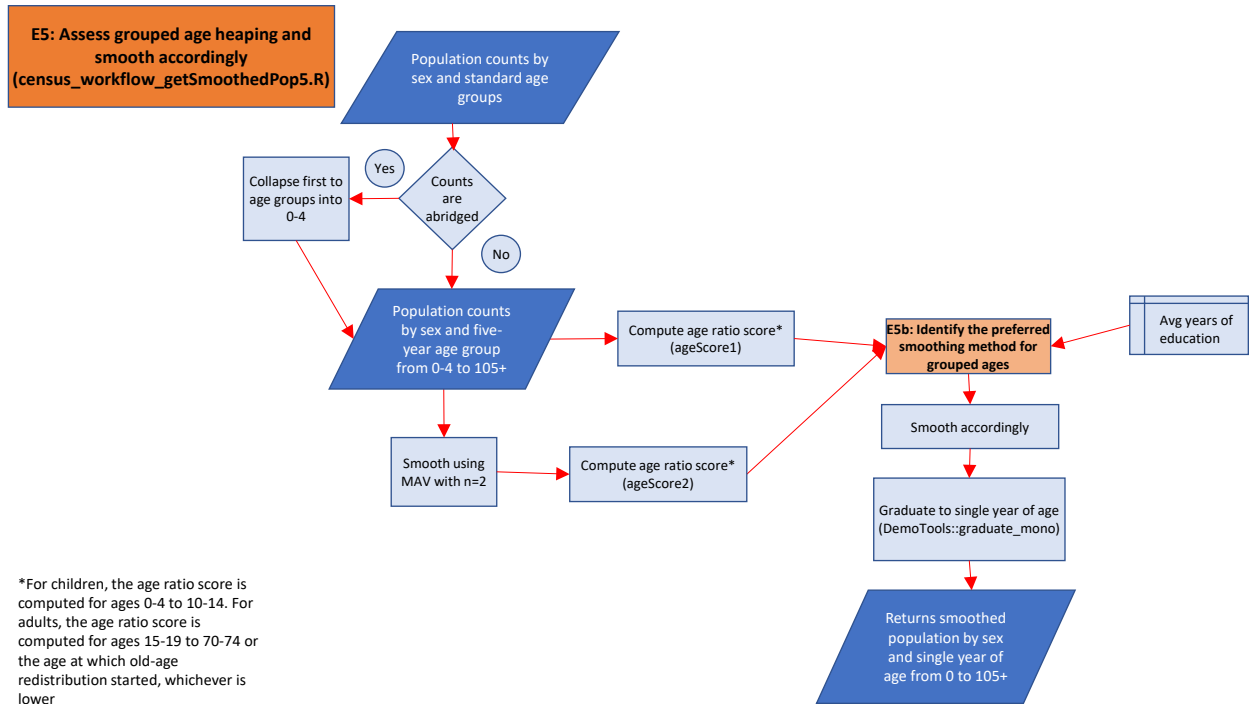 E5: Assess grouped age heaping and
smooth accordingly
(census_workflow_getSmoothedPop5.R)
Population counts by
sex and standard age
groups
Yes
Collapse first to
age groups into
0-4
Counts
are
abridged
No
Population counts
by sex and five-
year age group
from 0-4 to 105+
Compute age ratio score*
(ageScore1)
E5b: Identify the preferred
smoothing method for
grouped ages
Avg years of
education
Smooth using
MAV with n=2
Compute age ratio score*
(ageScore2)
Smooth accordingly
Graduate to single year of age
(DemoTools::graduate_mono)
Returns smoothed
population by sex
and single year of
age from 0 to 105+
*For children, the age ratio score is
computed for ages 0-4 to 10-14. For
adults, the age ratio score is
computed for ages 15-19 to 70-74 or
the age at which old-age
redistribution started, whichever is
lower